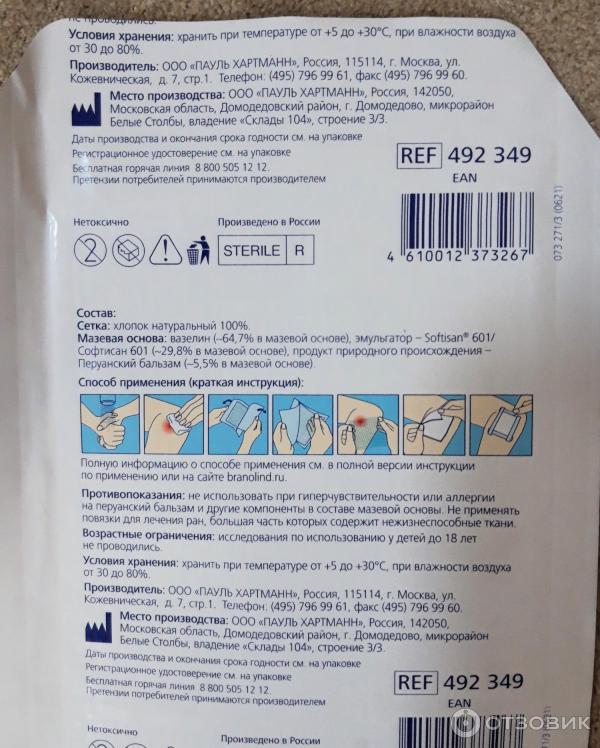 не проводились.
Условия хранения: хранить при температуре от +5 до +30°С, при влажности воздуха
от 30 до 80%.
Производитель: ООО «ПАУЛЬ ХАРТМАНН», Россия, 115114, г. Москва, ул.
Кожевническая, д. 7, стр.1. Телефон: (495) 796 99 61, факс (495) 796 99 60.
Место производства: ООО «ПАУЛЬ ХАРТМАНН», Россия, 142050,
Московская область, Домодедовский район, г. Домодедово, микрорайон
Белые Столбы, владение «Склады 104», строение 3/3.
Даты производства и окончания срока годности см. на упаковке
Регистрационное удостоверение см. на упаковке
Бесплатная горячая линия 8 800 505 12 12.
Претензии потребителей принимаются производителем
REF 492 349
EAN
4 610012 373267
073 271/3 (0621)
Нетоксично
Произведено в России
2
STERILE R
Состав:
Сетка: хлопок натуральный 100%.
Мазевая основа: вазелин (~64,7% в мазевой основе), эмульгатор – Softisan® 601/
Софтисан 601 (~29,8% в мазевой основе), продукт природного происхождения –
Перуанский бальзам (~5,5% в мазевой основе).
Способ применения (краткая инструкция):
Полную информацию о способе применения см. в полной версии инструкции
по применению или на сайте branolind.ru.
Противопоказания: не использовать при гиперчувствительности или аллергии
на перуанский бальзам и другие компоненты в составе мазевой основы. Не применять
повязки для лечения ран, большая часть которых содержит нежизнеспособные ткани.
Возрастные ограничения: исследования по использованию у детей до 18 лет
не проводились.
Условия хранения: хранить при температуре от +5 до +30°С, при влажности воздуха
от 30 до 80%.
Производитель: ООО «ПАУЛЬ ХАРТМАНН», Россия, 115114, г. Москва, ул.
Кожевническая, д. 7, стр.1. Телефон: (495) 796 99 61, факс (495) 796 99 60.
Место производства: ООО «ПАУЛЬ ХАРТМАНН», Россия, 142050,
Московская область, Домодедовский район, г. Домодедово, микрорайон
Белые Столбы, владение «Склады 104», строение 3/3.
Даты производства и окончания срока годности см. на упаковке
Регистрационное удостоверение см. на упаковке
Бесплатная горячая линия 8 800 505 12 12.
Претензии потребителей принимаются производителем
REF 492 349
EAN
Нетоксично
Произведено в России
ОТЗОВИК